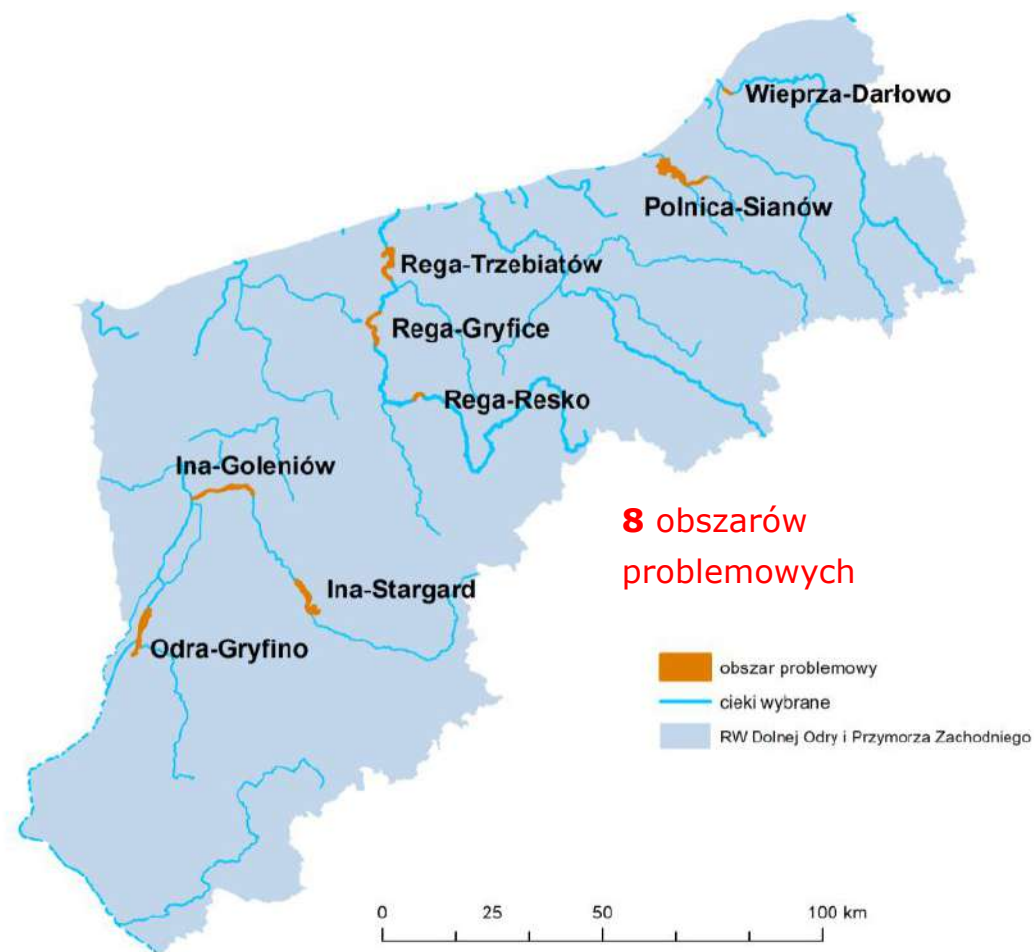 Wieprza-Darłowo
Polnica-Sianów
Rega-Trzebiatów
Rega-Gryfice
Rega-Resko
Ina-Goleniów
8 obszarów
problemowych
Ina-Stargard
Odra-Gryfino
obszar problemowy
cieki wybrane
RW Dolnej Odry i Przymorza Zachodniego
0 25 50 100 km